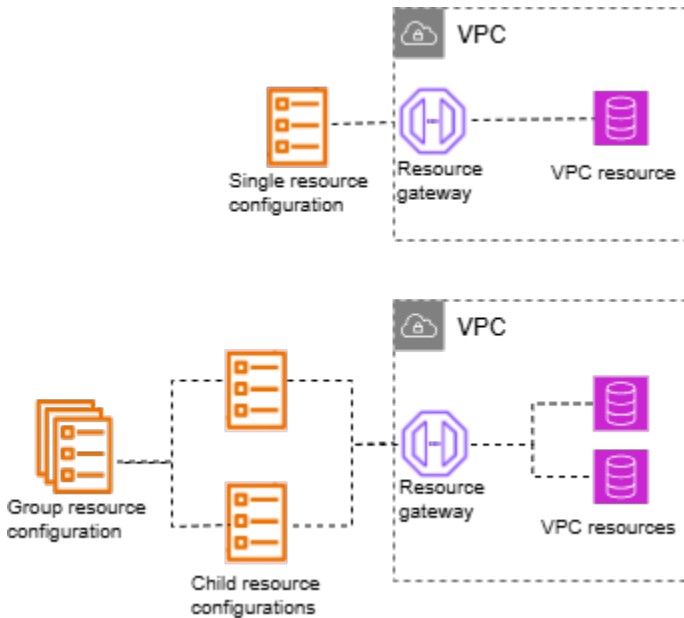 VPC
Single resource
configuration
Resource
gateway
VPC resource
VPC
Group resource
configuration
Child resource
configurations
Resource
gateway
VPC resources